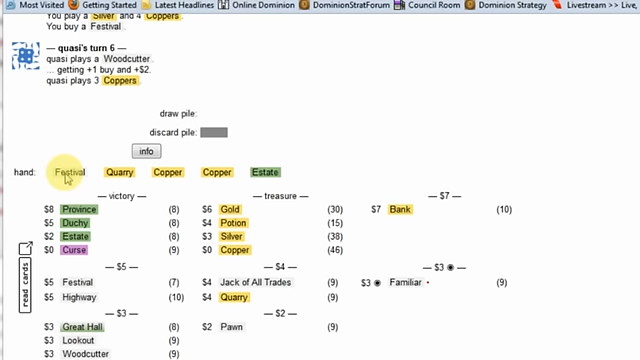 Most Visited Getting Started Latest Headlines Online Dominion DominionStratForum Council Room Dominion Strategy Livestream >> Live,
You play a Silver and 4 Coppers.
You buy a Festival.
— quasi's turn 6 —
quasi plays a Woodcutter.
... getting +1 buy and +$2.
quasi plays 3 Coppers.
draw pile:
discard pile:
info
hand: Festival Quarry Copper Copper Estate
— victory — — treasure — — $7 —
$8 Province (8) $6 Gold (30) $7 Bank (10)
$5 Duchy (8) $4 Potion (15)
$2 Estate (8) $3 Silver (38)
$0 Curse (9) $0 Copper (46)
— $5 — — $4 — — $3 ◉ —
$5 Festival (7) $4 Jack of All Trades (9) $3 ◉ Familiar (9)
$5 Highway (10) $4 Quarry (9)
— $3 — — $2 —
$3 Great Hall (8) $2 Pawn (9)
$3 Lookout (9)
$3 Woodcutter (9)
read cards